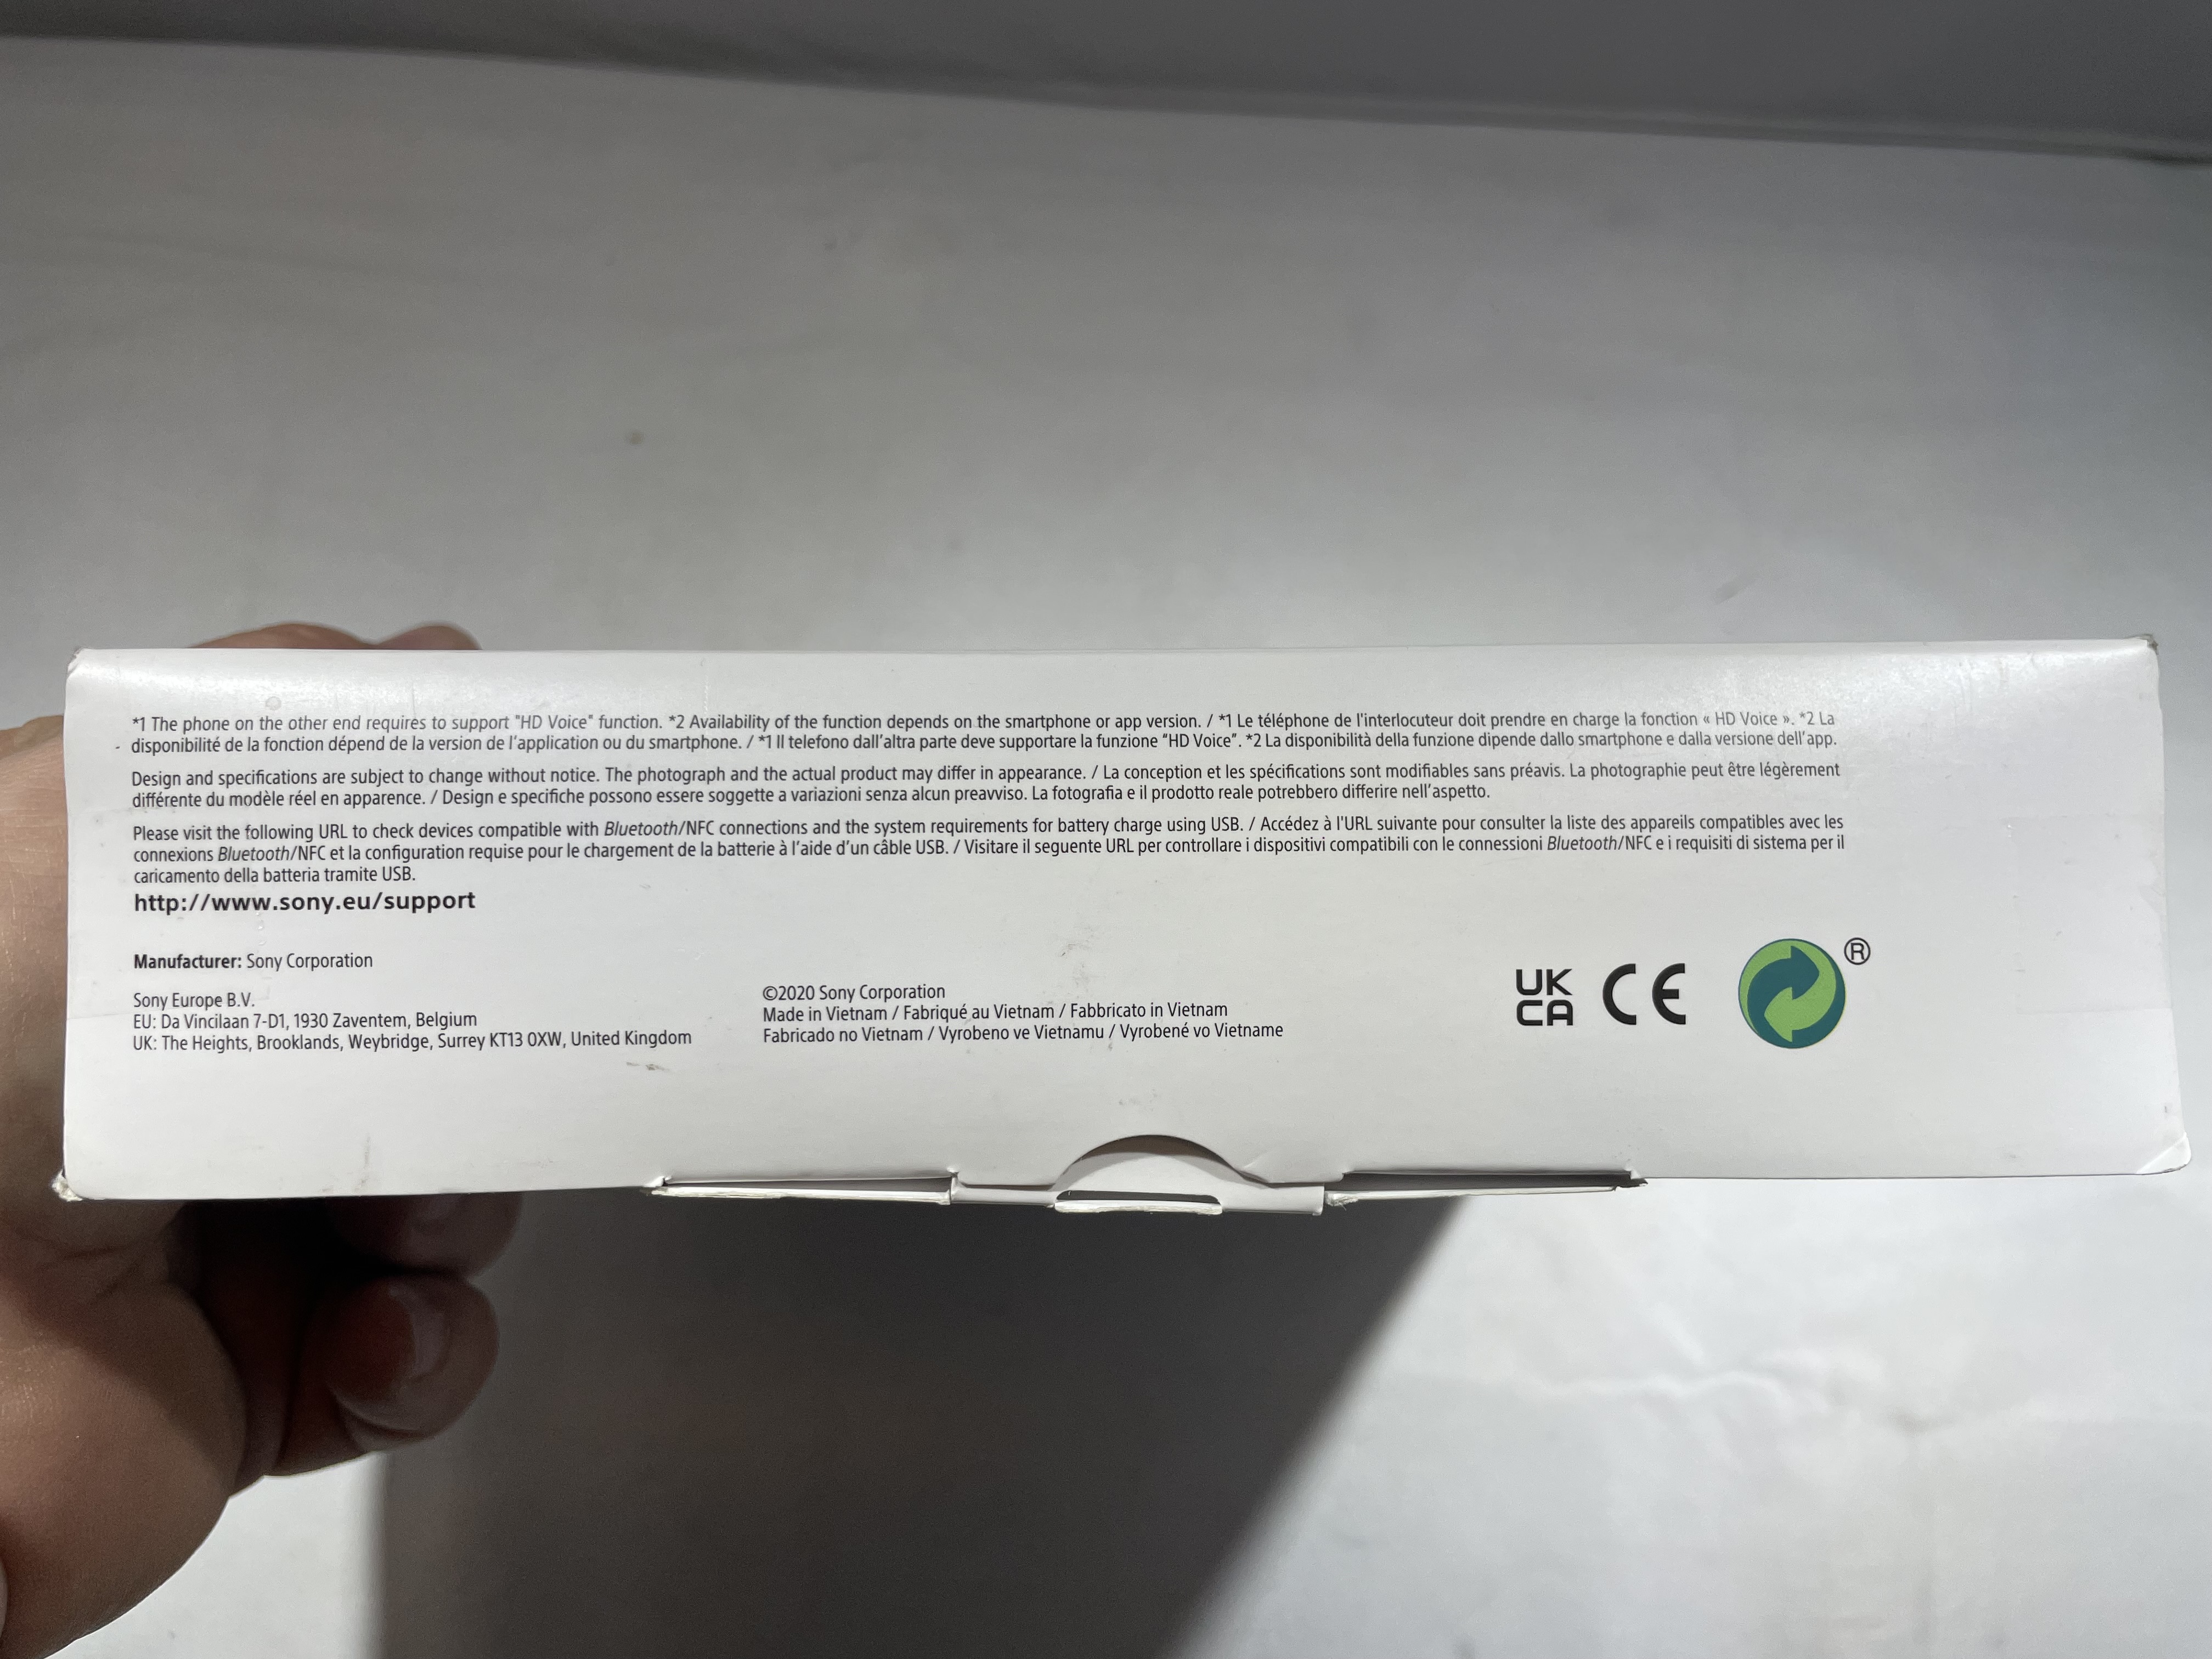 *1 The phone on the other end requires to support "HD Voice" function. *2 Availability of the function depends on the smartphone or app version. / *1 Le téléphone de l'interlocuteur doit prendre en charge la fonction « HD Voice ». *2 La
disponibilité de la fonction dépend de la version de l'application ou du smartphone. / *1 Il telefono dall'altra parte deve supportare la funzione "HD Voice". *2 La disponibilità della funzione dipende dallo smartphone e dalla versione dell'app.
Design and specifications are subject to change without notice. The photograph and the actual product may differ in appearance. / La conception et les spécifications sont modifiables sans préavis. La photographie peut être légèrement
différente du modèle réel en apparence. / Design e specifiche possono essere soggette a variazioni senza alcun preavviso. La fotografia e il prodotto reale potrebbero differire nell'aspetto.
Please visit the following URL to check devices compatible with Bluetooth/NFC connections and the system requirements for battery charge using USB. / Accédez à l'URL suivante pour consulter la liste des appareils compatibles avec les
connexions Bluetooth/NFC et la configuration requise pour le chargement de la batterie à l'aide d'un câble USB. / Visitare il seguente URL per controllare i dispositivi compatibili con le connessioni Bluetooth/NFC e i requisiti di sistema per il
caricamento della batteria tramite USB.
http://www.sony.eu/support
Manufacturer: Sony Corporation
Sony Europe B.V.
EU: Da Vincilaan 7-D1, 1930 Zaventem, Belgium
UK: The Heights, Brooklands, Weybridge, Surrey KT13 0XW, United Kingdom
©2020 Sony Corporation
Made in Vietnam / Fabriqué au Vietnam / Fabbricato in Vietnam
Fabricado no Vietnam / Vyrobeno ve Vietnamu / Vyrobené vo Vietname
UK
CA
CE
®